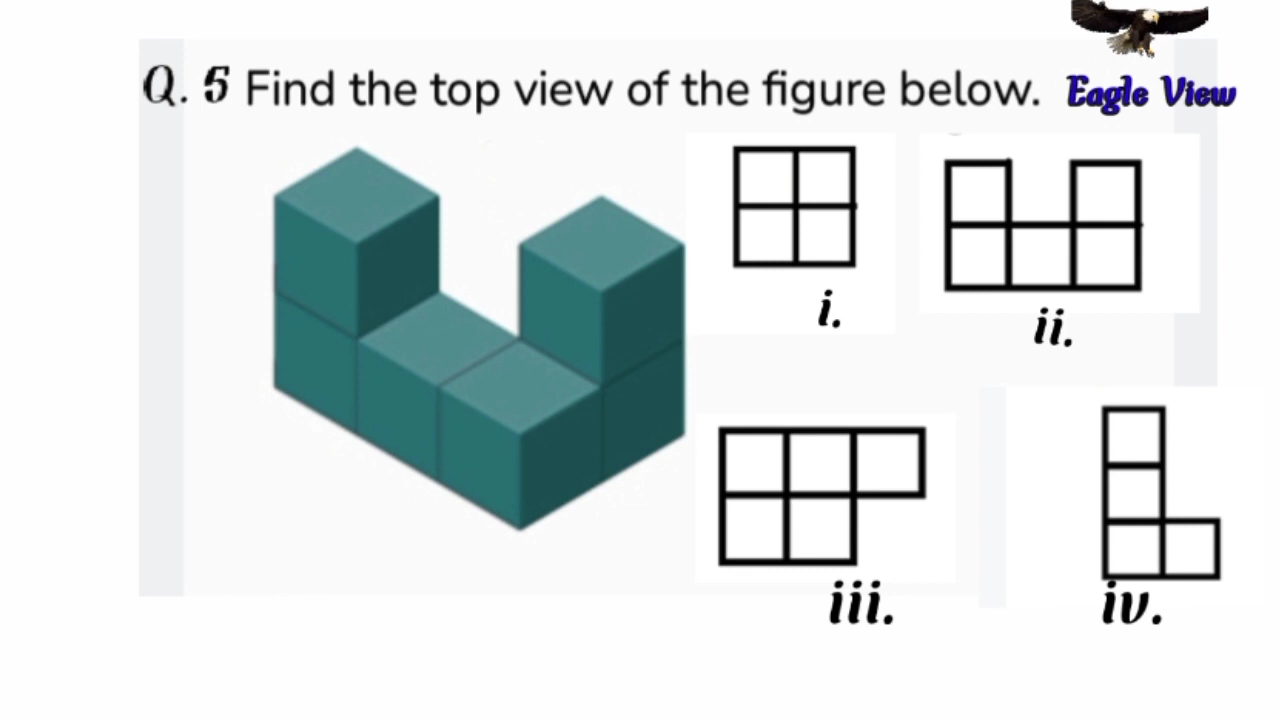 Q. 5 Find the top view of the figure below.
Eagle View
i.
ii.
iii.
iv.